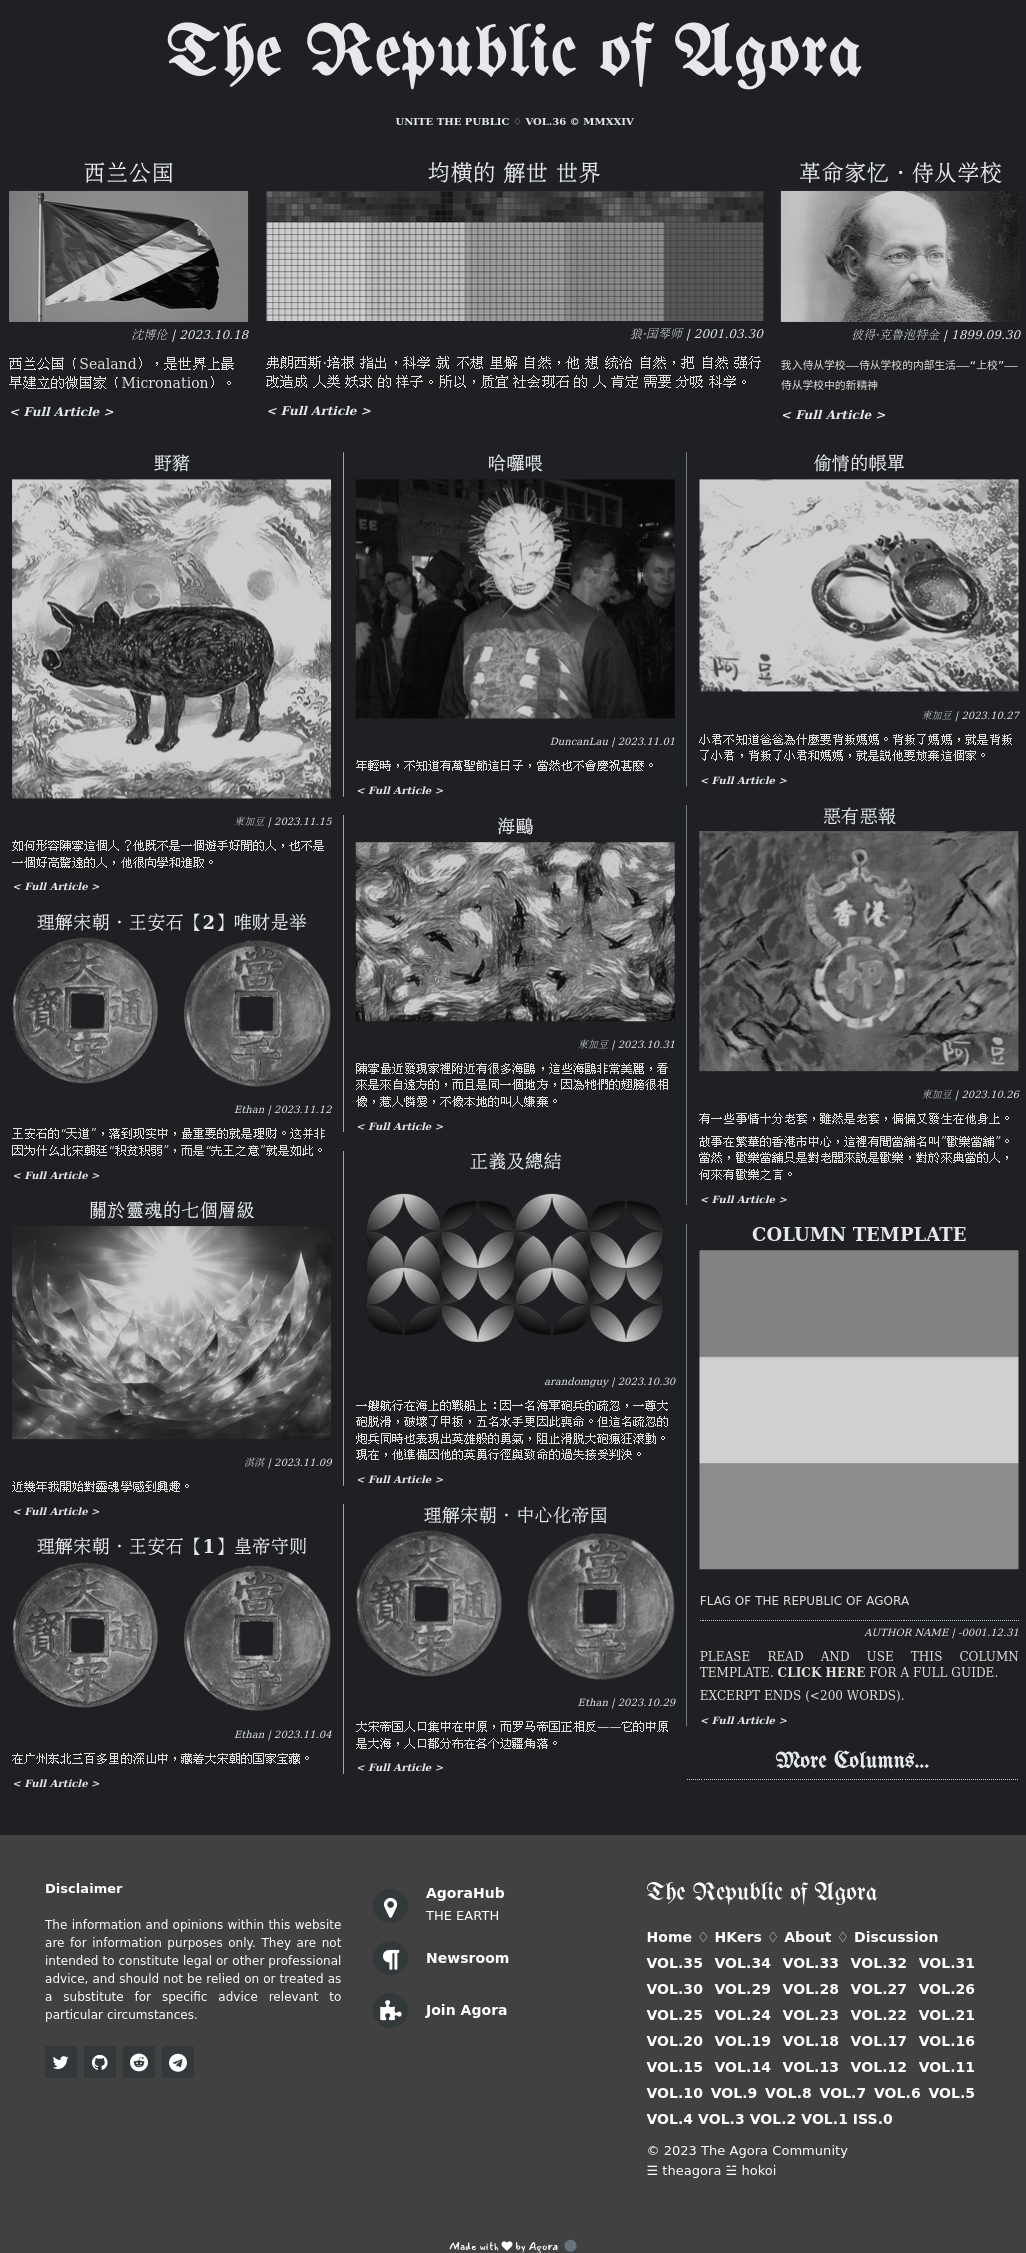 The Republic of Agora
UNITE THE PUBLIC ♢ VOL.36 © MMXXIV
西兰公国
沈博伦 | 2023.10.18
西兰公国（Sealand），是世界上最
早建立的微国家（Micronation）。
< Full Article >
均横的 解世 世界
狼·国琴师 | 2001.03.30
弗朗西斯·培根 指出，科学 就 不想 里解 自然，他 想 统治 自然，把 自然 强行
改造成 人类 妖求 的 样子。所以，质宜 社会现石 的 人 肯定 需要 分吸 科学。
< Full Article >
革命家忆·侍从学校
彼得·克鲁泡特金 | 1899.09.30
我入侍从学校——侍从学校的内部生活——“上校”——
侍从学校中的新精神
< Full Article >
野豬
東加豆 | 2023.11.15
如何形容陳寧這個人？他既不是一個遊手好閒的人，也不是
一個好高騖遠的人，他很向學和進取。
< Full Article >
理解宋朝·王安石【2】唯财是举
大宋通寶
當千
Ethan | 2023.11.12
王安石的“天道”，落到现实中，最重要的就是理财。这并非
因为什么北宋朝廷“积贫积弱”，而是“先王之意”就是如此。
< Full Article >
關於靈魂的七個層級
淇淇 | 2023.11.09
近幾年我開始對靈魂學感到興趣。
< Full Article >
理解宋朝·王安石【1】皇帝守则
大宋通寶
當千
Ethan | 2023.11.04
在广州东北三百多里的深山中，藏着大宋朝的国家宝藏。
< Full Article >
哈囉喂
DuncanLau | 2023.11.01
年輕時，不知道有萬聖節這日子，當然也不會慶祝甚麼。
< Full Article >
海鷗
東加豆 | 2023.10.31
陳寧最近發現家裡附近有很多海鷗，這些海鷗非常美麗，看
來是來自遠方的，而且是同一個地方，因為牠們的翅膀很相
像，惹人憐愛，不像本地的叫人嫌棄。
< Full Article >
正義及總結
arandomguy | 2023.10.30
一艘航行在海上的戰船上：因一名海軍砲兵的疏忽，一尊大
砲脫滑，破壞了甲板，五名水手更因此喪命。但這名疏忽的
炮兵同時也表現出英雄般的勇氣，阻止滑脱大砲瘋狂滾動。
現在，他準備因他的英勇行徑與致命的過失接受判決。
< Full Article >
理解宋朝·中心化帝国
大宋通寶
當千
Ethan | 2023.10.29
大宋帝国人口集中在中原，而罗马帝国正相反——它的中原
是大海，人口都分布在各个边疆角落。
< Full Article >
偷情的帳單
阿豆
東加豆 | 2023.10.27
小君不知道爸爸為什麼要背叛媽媽。背叛了媽媽，就是背叛
了小君，背叛了小君和媽媽，就是説他要放棄這個家。
< Full Article >
惡有惡報
香港
押
阿豆
東加豆 | 2023.10.26
有一些事情十分老套，雖然是老套，偏偏又發生在他身上。
故事在繁華的香港市中心，這裡有間當舖名叫“歡樂當舖”。
當然，歡樂當舖只是對老闆來説是歡樂，對於來典當的人，
何來有歡樂之言。
< Full Article >
COLUMN TEMPLATE
FLAG OF THE REPUBLIC OF AGORA
AUTHOR NAME | -0001.12.31
PLEASE READ AND USE THIS COLUMN
TEMPLATE. CLICK HERE FOR A FULL GUIDE.
EXCERPT ENDS (<200 WORDS).
< Full Article >
More Columns...
Disclaimer
The information and opinions within this website
are for information purposes only. They are not
intended to constitute legal or other professional
advice, and should not be relied on or treated as
a substitute for specific advice relevant to
particular circumstances.
AgoraHub
THE EARTH
Newsroom
Join Agora
The Republic of Agora
Home ♢ HKers ♢ About ♢ Discussion
VOL.35 VOL.34 VOL.33 VOL.32 VOL.31
VOL.30 VOL.29 VOL.28 VOL.27 VOL.26
VOL.25 VOL.24 VOL.23 VOL.22 VOL.21
VOL.20 VOL.19 VOL.18 VOL.17 VOL.16
VOL.15 VOL.14 VOL.13 VOL.12 VOL.11
VOL.10 VOL.9 VOL.8 VOL.7 VOL.6 VOL.5
VOL.4 VOL.3 VOL.2 VOL.1 ISS.0
© 2023 The Agora Community
☰ theagora ☱ hokoi
Made with ♥ by Agora